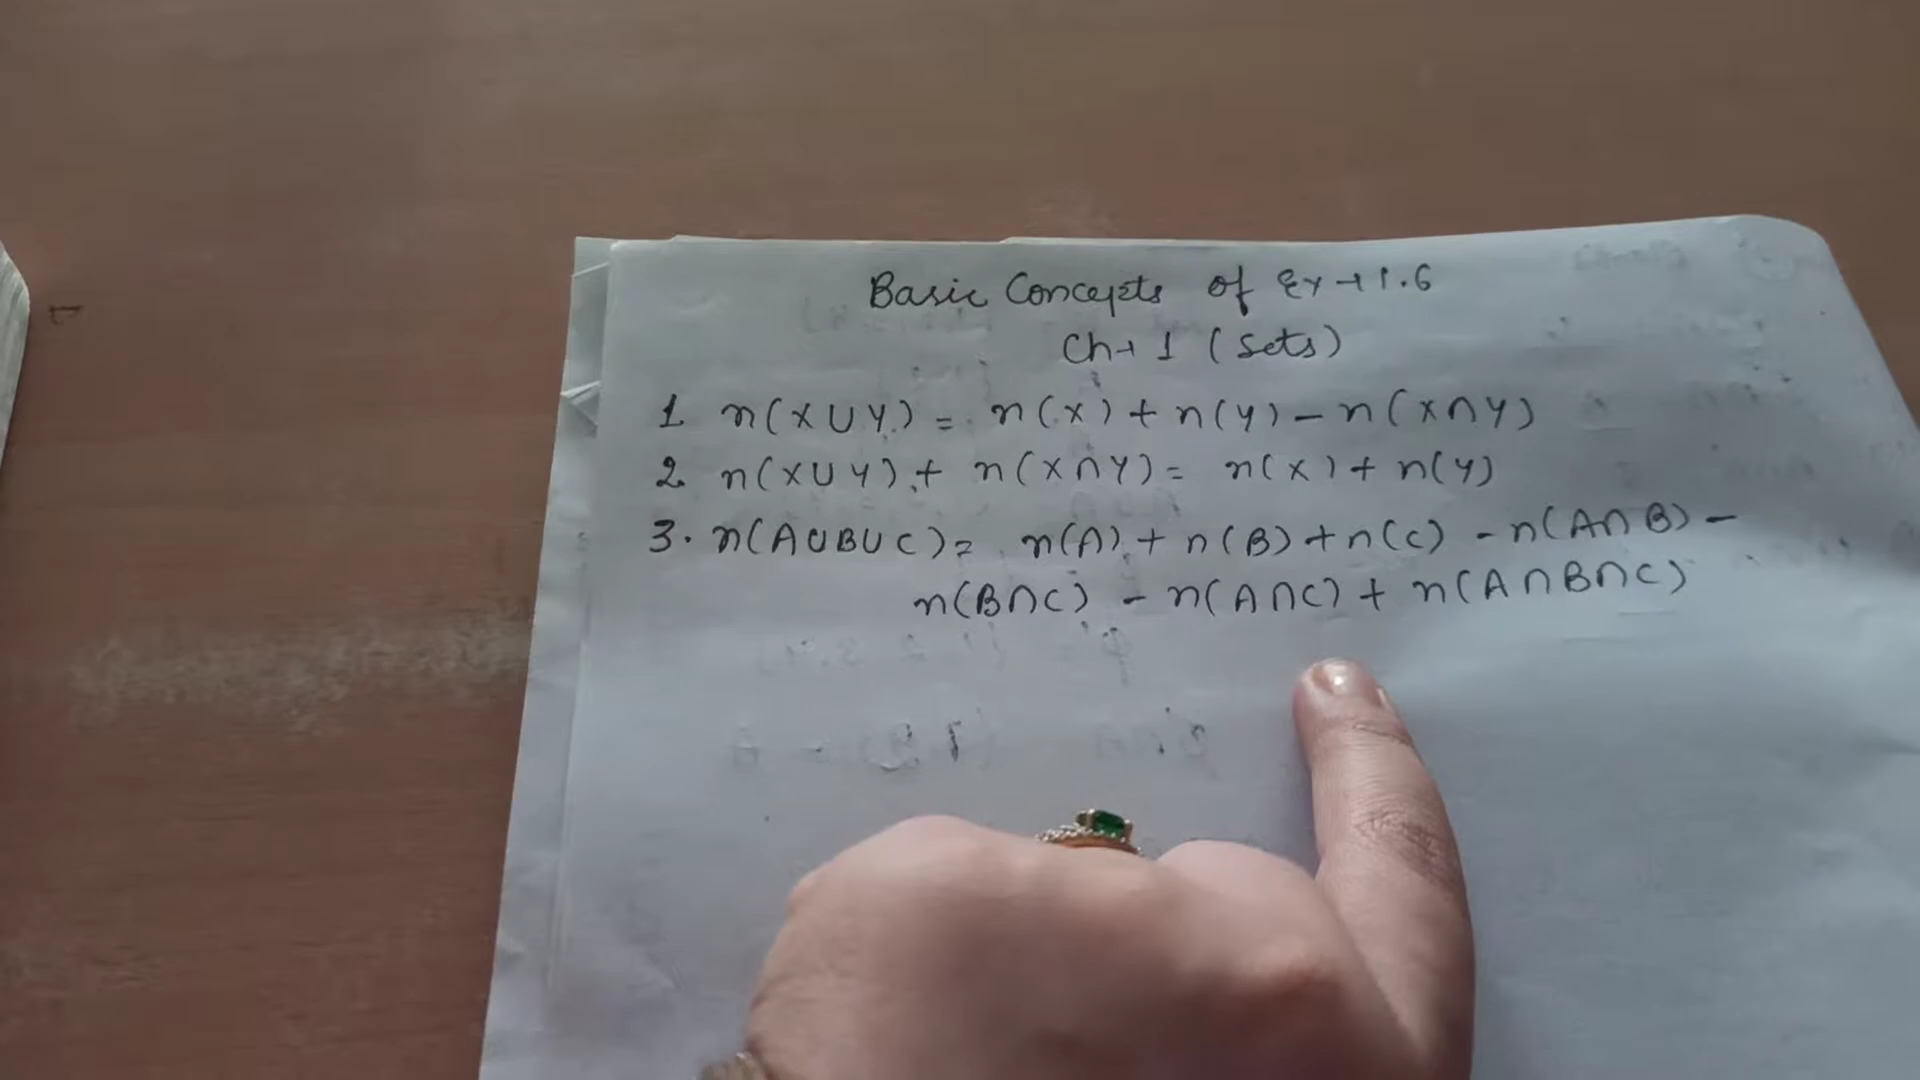 Basic Concepts of Ex → 1.6
Ch → 1 (Sets)
1. n(X∪Y) = n(X) + n(Y) – n(X∩Y)
2. n(X∪Y) + n(X∩Y) = n(X) + n(Y)
3. n(A∪B∪C) = n(A) + n(B) + n(C) – n(A∩B) –
n(B∩C) – n(A∩C) + n(A∩B∩C)